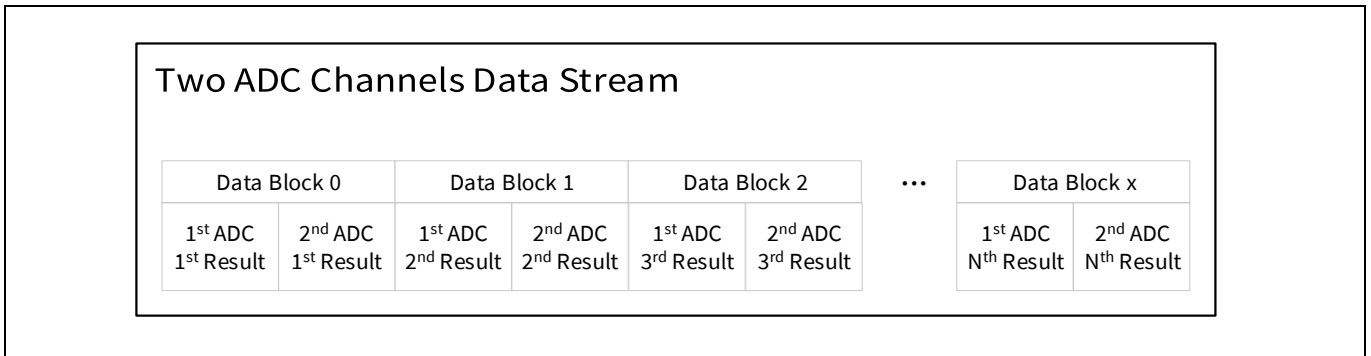 Two ADC Channels Data Stream
Data Block 0 Data Block 1 Data Block 2 ... Data Block x
1st ADC 2nd ADC 1st ADC 2nd ADC 1st ADC 2nd ADC 1st ADC 2nd ADC
1st Result 1st Result 2nd Result 2nd Result 3rd Result 3rd Result Nth Result Nth Result